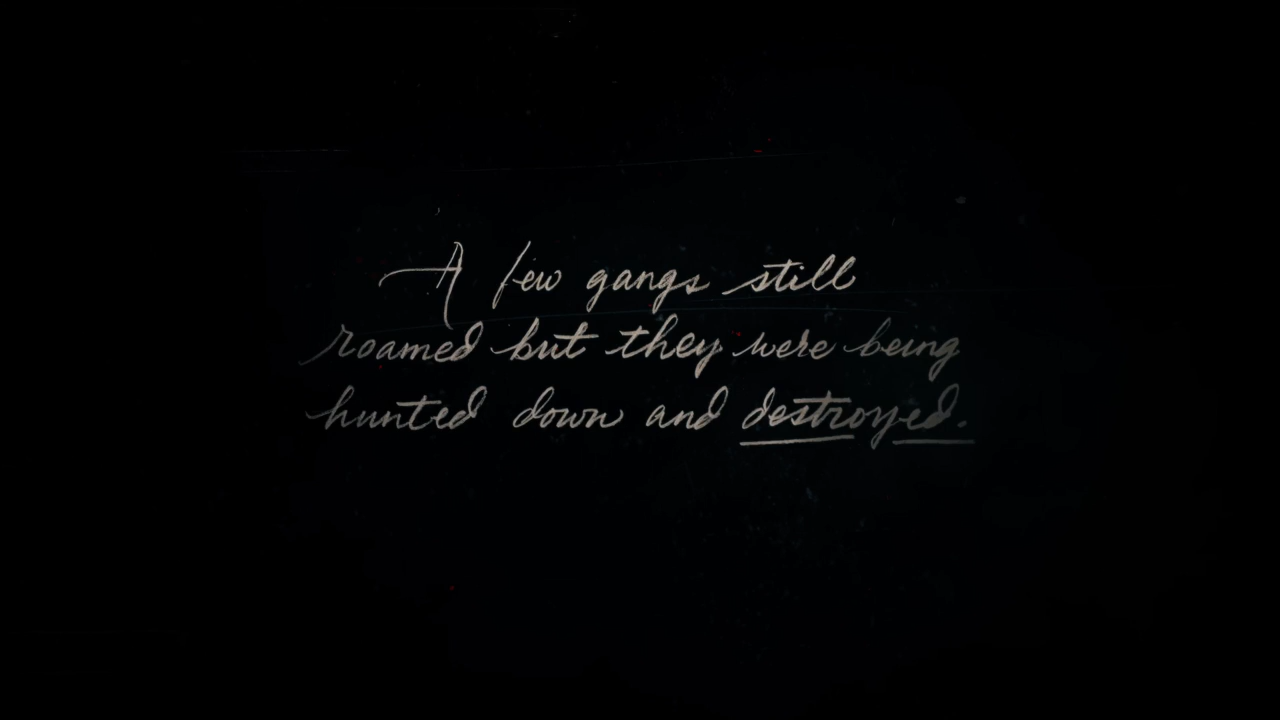 A few gangs still
roamed but they were being
hunted down and destroyed.